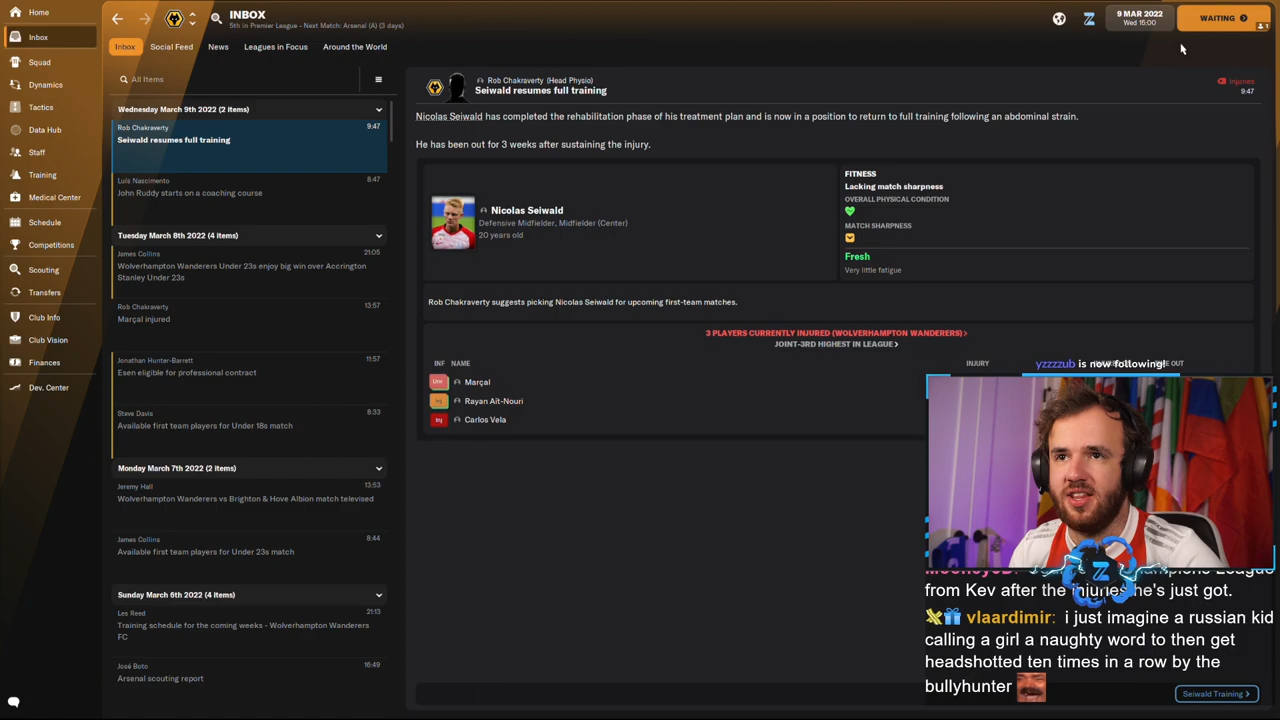 Home
Inbox
Squad
Dynamics
Tactics
Data Hub
Staff
Training
Medical Center
Schedule
Competitions
Scouting
Transfers
Club Info
Club Vision
Finances
Dev. Center
INBOX
5th in Premier League - Next Match: Arsenal (A) (3 days)
9 MAR 2022
Wed 15:00
WAITING
1
Inbox
Social Feed
News
Leagues in Focus
Around the World
All Items
Wednesday March 9th 2022 (2 items)
Rob Chakraverty 9:47
Seiwald resumes full training
Luís Nascimento 8:47
John Ruddy starts on a coaching course
Tuesday March 8th 2022 (4 items)
James Collins 21:05
Wolverhampton Wanderers Under 23s enjoy big win over Accrington
Stanley Under 23s
Rob Chakraverty 13:57
Marçal injured
Jonathan Hunter-Barrett 11:57
Esen eligible for professional contract
Steve Davis 8:33
Available first team players for Under 18s match
Monday March 7th 2022 (2 items)
Jeremy Hall 13:53
Wolverhampton Wanderers vs Brighton & Hove Albion match televised
James Collins 8:44
Available first team players for Under 23s match
Sunday March 6th 2022 (4 items)
Les Reed 21:13
Training schedule for the coming weeks - Wolverhampton Wanderers
FC
José Boto 16:49
Arsenal scouting report
Rob Chakraverty (Head Physio)
Seiwald resumes full training
Injuries
9:47
Nicolas Seiwald has completed the rehabilitation phase of his treatment plan and is now in a position to return to full training following an abdominal strain.
He has been out for 3 weeks after sustaining the injury.
Nicolas Seiwald
Defensive Midfielder, Midfielder (Center)
20 years old
FITNESS
Lacking match sharpness
OVERALL PHYSICAL CONDITION
MATCH SHARPNESS
Fresh
Very little fatigue
Rob Chakraverty suggests picking Nicolas Seiwald for upcoming first-team matches.
3 PLAYERS CURRENTLY INJURED (WOLVERHAMPTON WANDERERS)
JOINT-3RD HIGHEST IN LEAGUE
INF NAME INJURY
Unv Marçal
Inj Rayan Aït-Nouri
Inj Carlos Vela
yzzzzub is now following!
from Kev after the injuries he's just got.
vlaardimir: i just imagine a russian kid
calling a girl a naughty word to then get
headshotted ten times in a row by the
bullyhunter
Seiwald Training